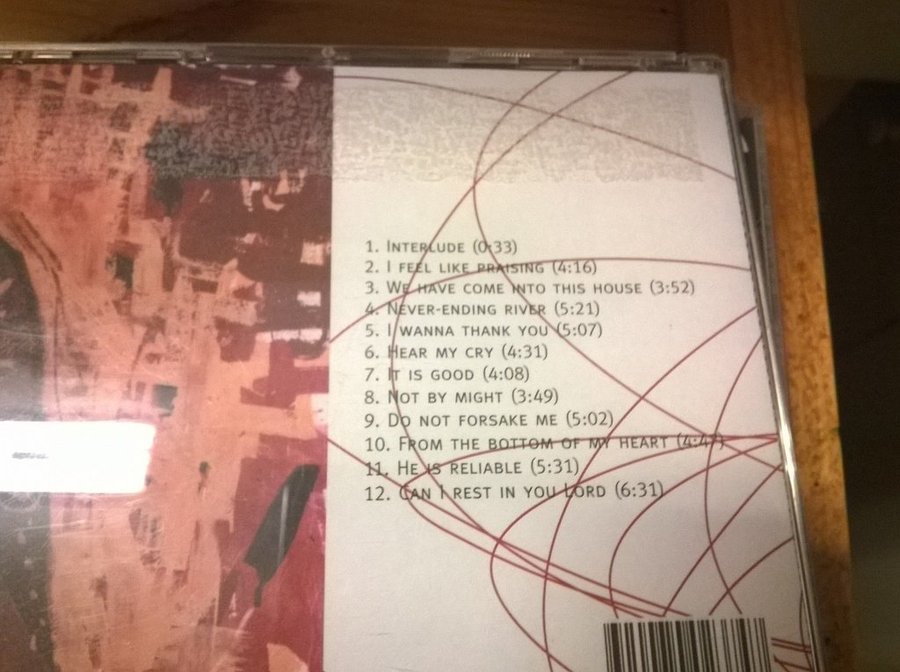 1. Interlude (0:33)
2. I feel like praising (4:16)
3. We have come into this house (3:52)
4. Never-ending river (5:21)
5. I wanna thank you (5:07)
6. Hear my cry (4:31)
7. It is good (4:08)
8. Not by might (3:49)
9. Do not forsake me (5:02)
10. From the bottom of my heart (4:47)
11. He is reliable (5:31)
12. Can I rest in you Lord (6:31)